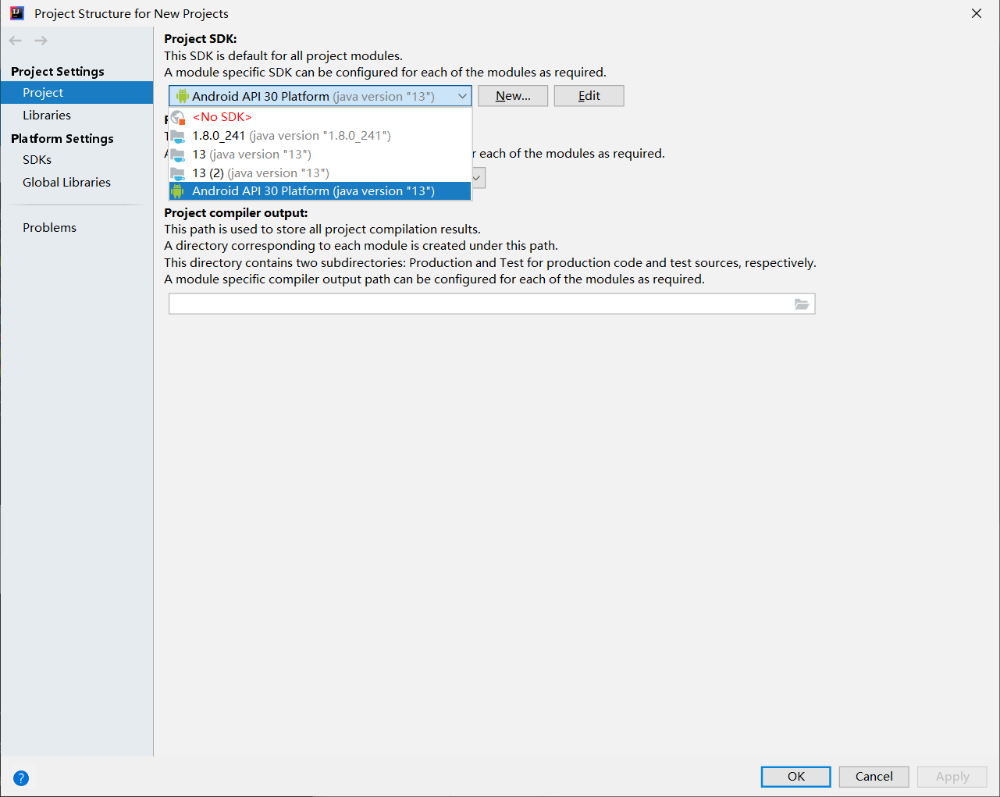 Project Structure for New Projects
Project Settings
Project
Libraries
Platform Settings
SDKs
Global Libraries
Problems
Project SDK:
This SDK is default for all project modules.
A module specific SDK can be configured for each of the modules as required.
Android API 30 Platform (java version "13")
New...
Edit
<No SDK>
1.8.0_241 (java version "1.8.0_241")
13 (java version "13")
13 (2) (java version "13")
Android API 30 Platform (java version "13")
each of the modules as required.
Project compiler output:
This path is used to store all project compilation results.
A directory corresponding to each module is created under this path.
This directory contains two subdirectories: Production and Test for production code and test sources, respectively.
A module specific compiler output path can be configured for each of the modules as required.
?
OK
Cancel
Apply